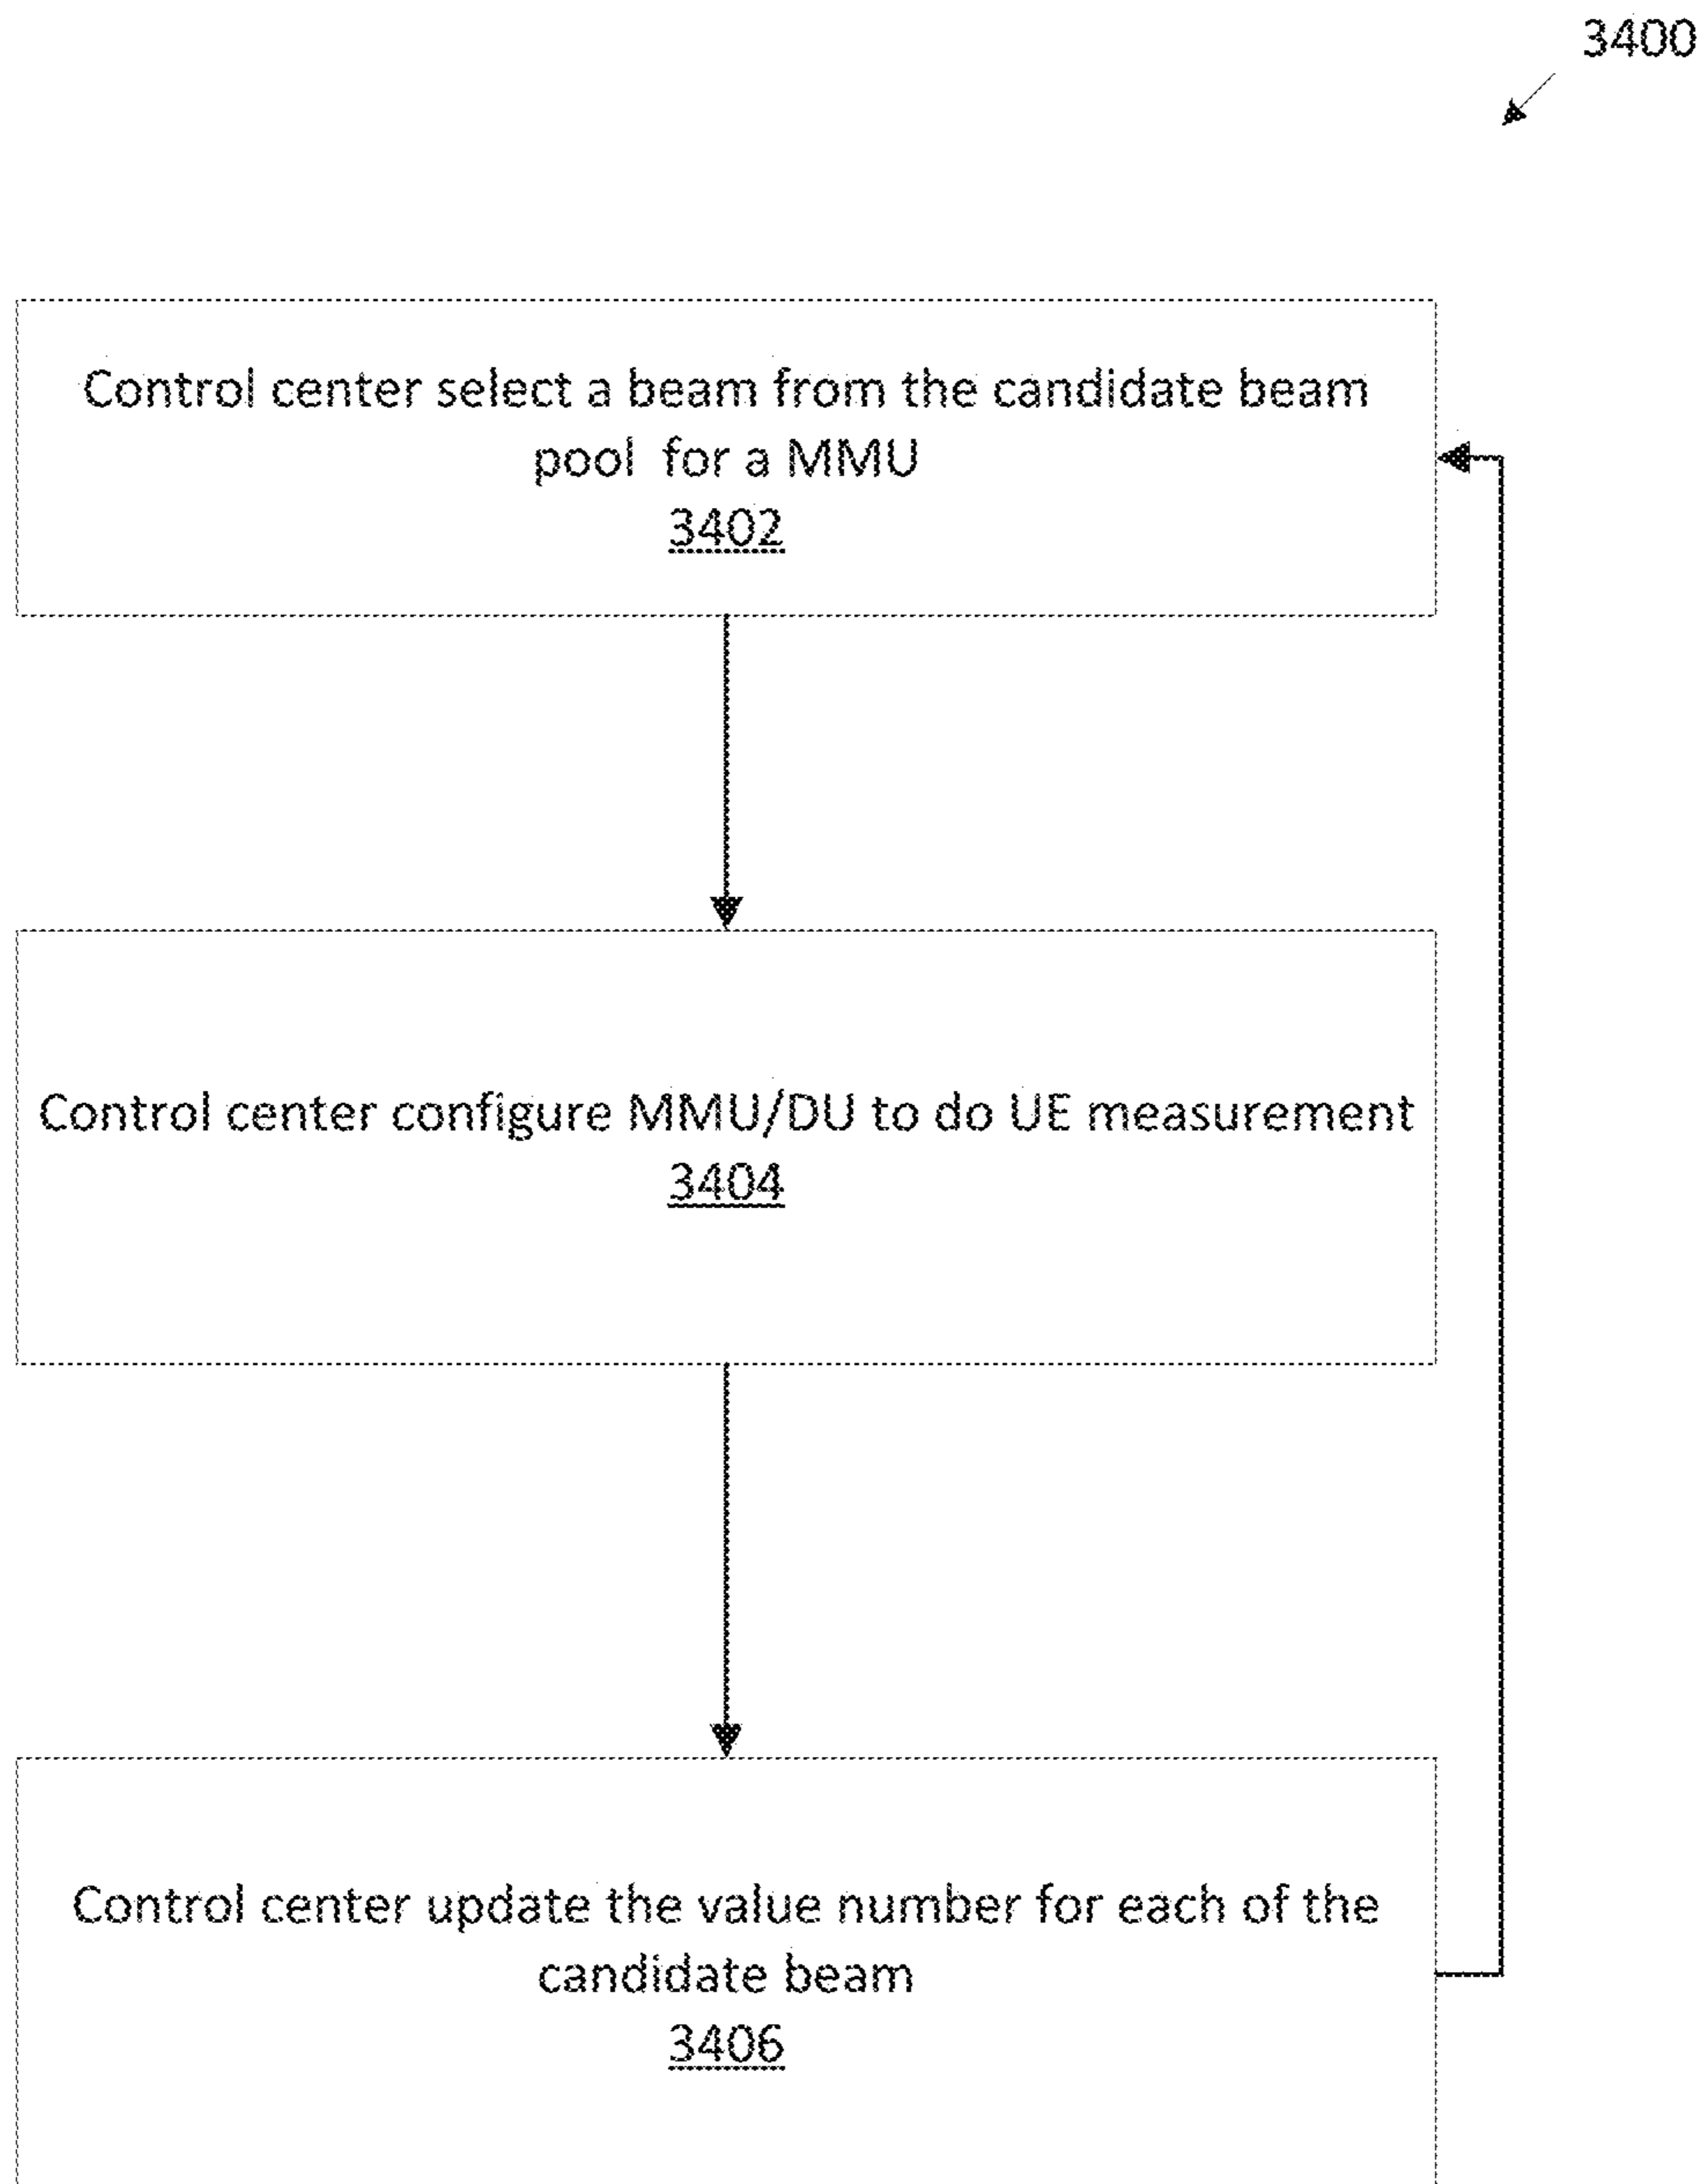 3400
Control center select a beam from the candidate beam
pool for a MMU
3402
Control center configure MMU/DU to do UE measurement
3404
Control center update the value number for each of the
candidate beam
3406